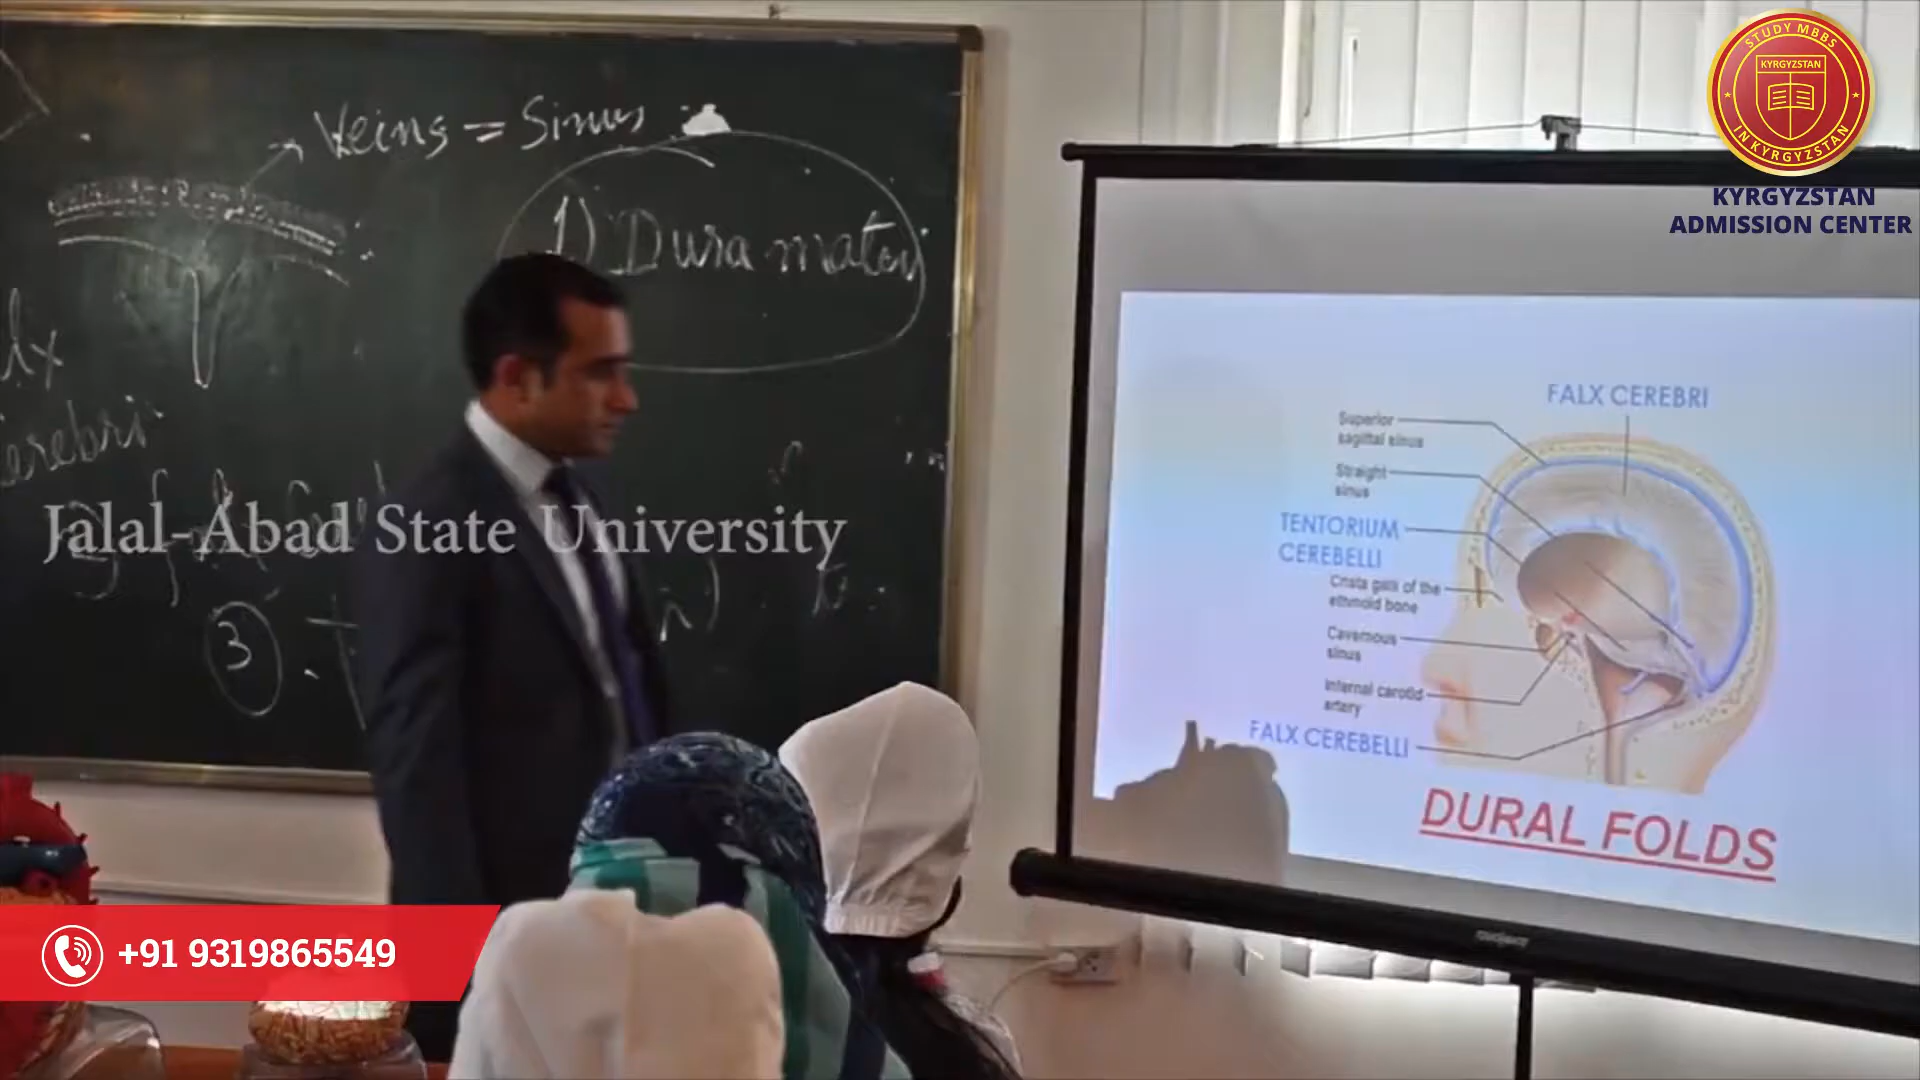 Veins = Sinus
1) Dura mater
lx
erebri
3
Jalal-Abad State University
+91 9319865549
STUDY MBBS
KYRGYZSTAN
IN KYRGYZSTAN
KYRGYZSTAN
ADMISSION CENTER
FALX CEREBRI
Superior
sagittal sinus
Straight
sinus
TENTORIUM
CEREBELLI
Crista galli of the
ethmoid bone
Cavernous
sinus
Internal carotid
artery
FALX CEREBELLI
DURAL FOLDS